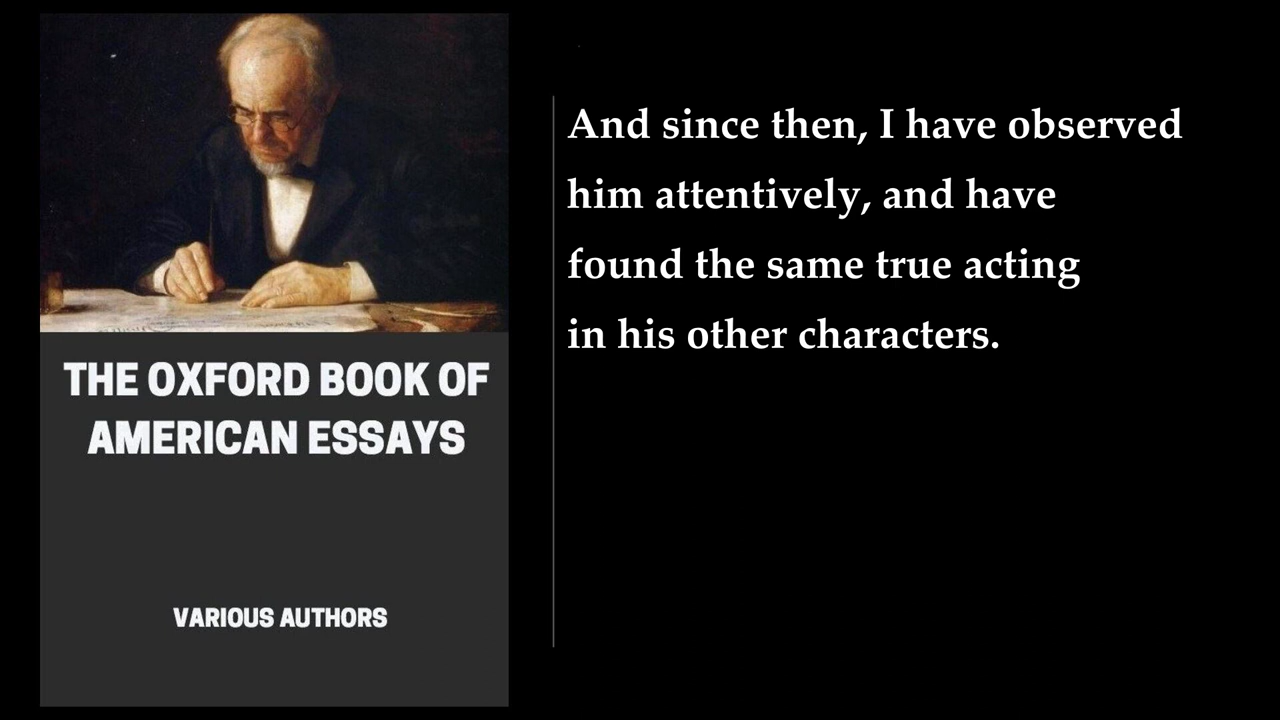 THE OXFORD BOOK OF
AMERICAN ESSAYS
VARIOUS AUTHORS
And since then, I have observed
him attentively, and have
found the same true acting
in his other characters.